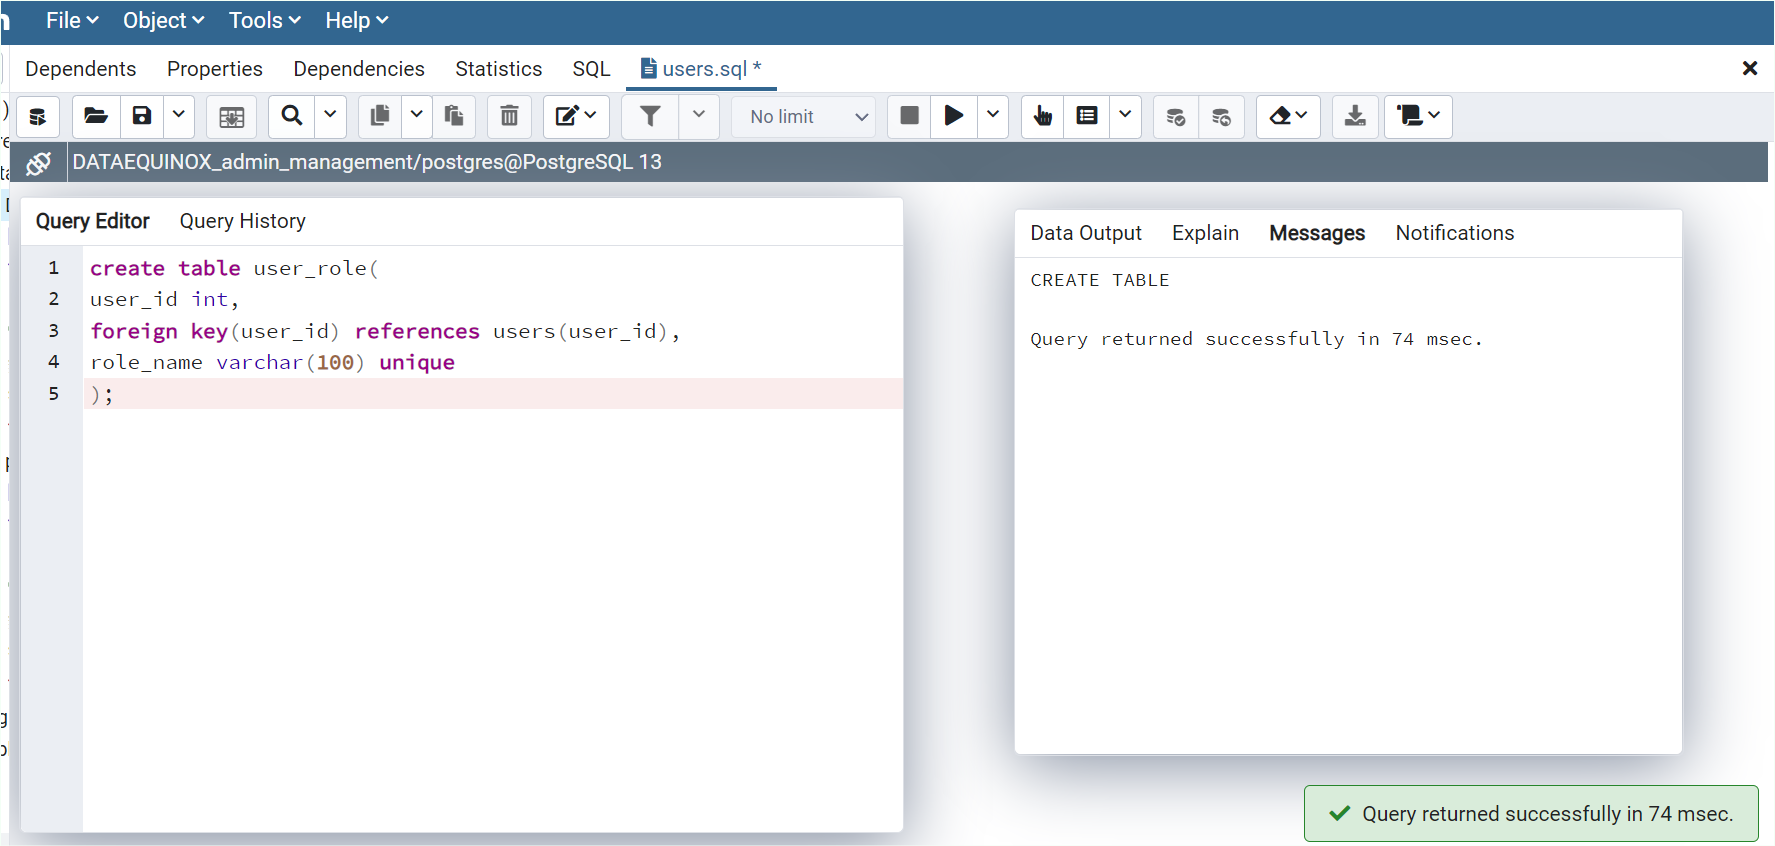 File Object Tools Help
Dependents Properties Dependencies Statistics SQL users.sql *
No limit
DATAEQUINOX_admin_management/postgres@PostgreSQL 13
Query Editor Query History
1 create table user_role(
2 user_id int,
3 foreign key(user_id) references users(user_id),
4 role_name varchar(100) unique
5 );
Data Output Explain Messages Notifications
CREATE TABLE
Query returned successfully in 74 msec.
Query returned successfully in 74 msec.